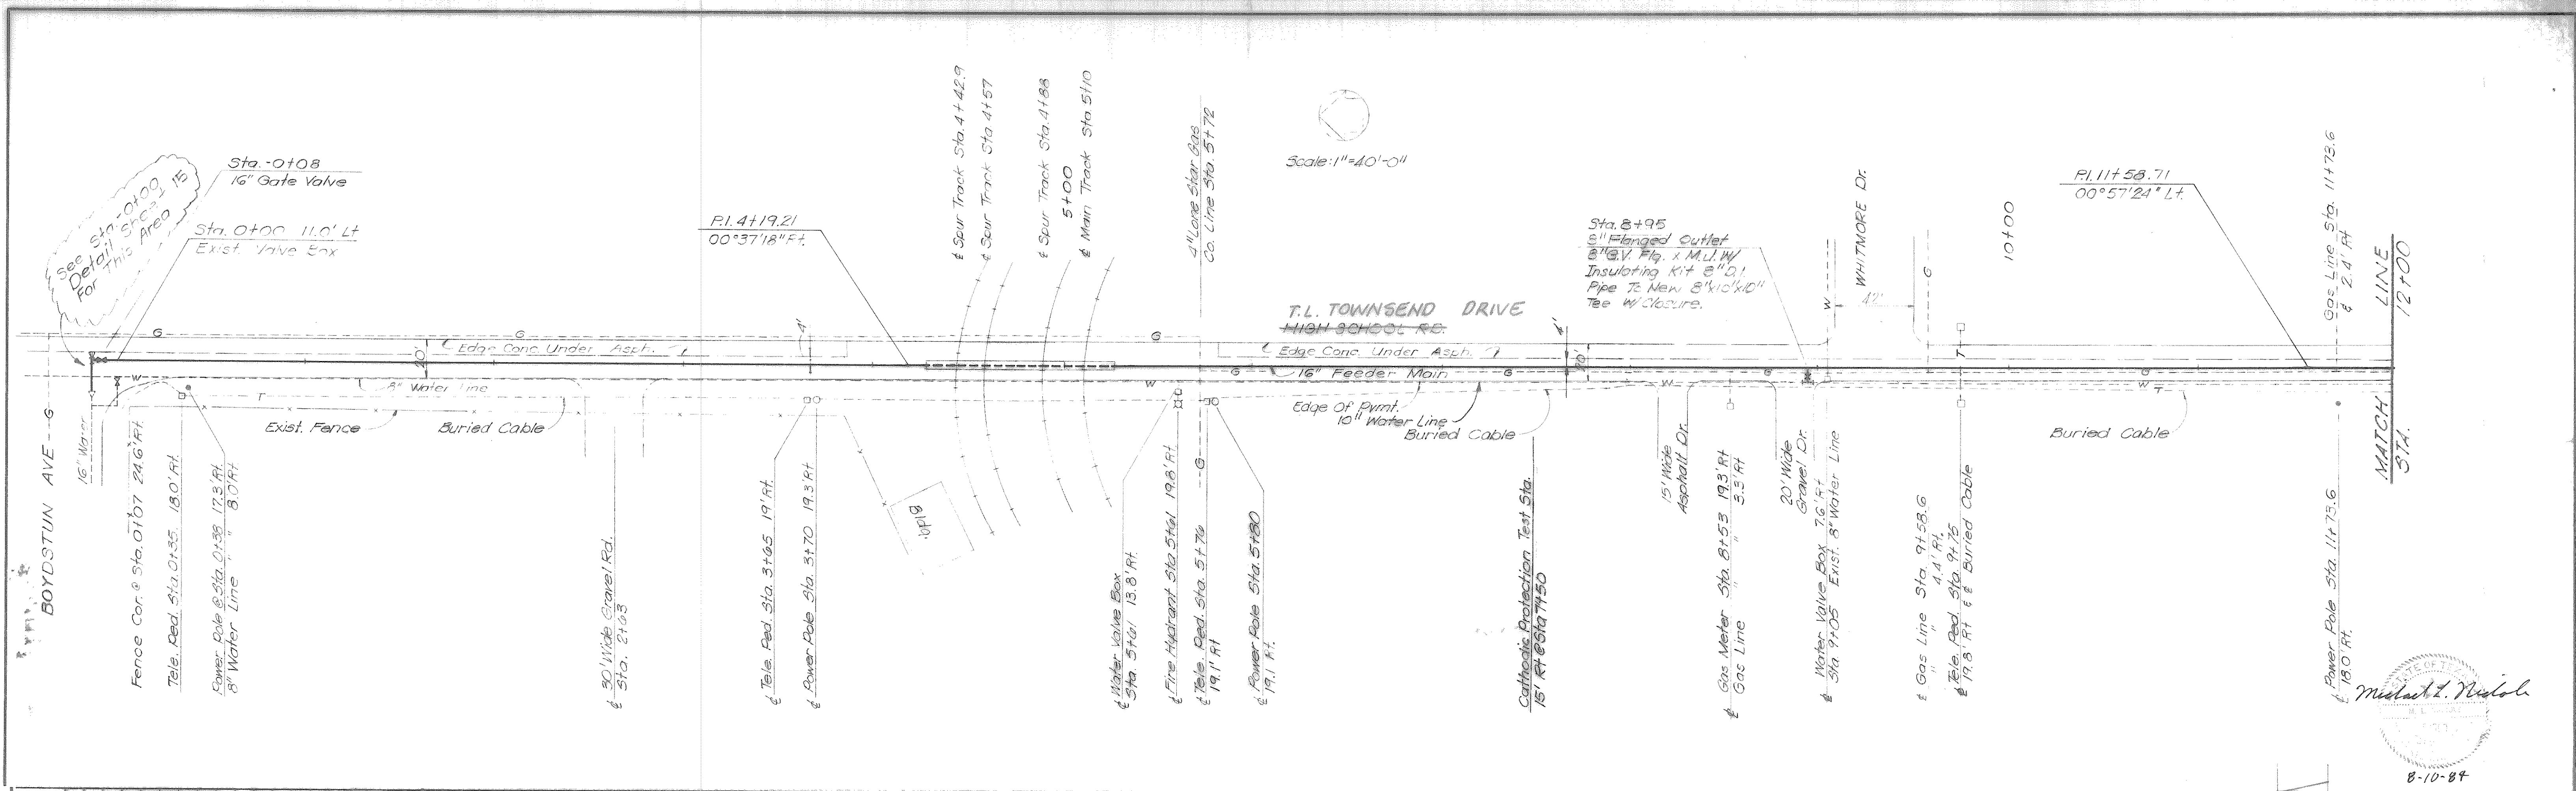 See Sta.-0+00
Detail Sheet 15
For This Area
Sta.-0+08
16" Gate Valve
Sta. 0+00 11.0' Lt
Exist. Valve Box
P.I. 4+19.21
00°37'18" Rt.
℄ Spur Track Sta. 4+42.9
℄ Spur Track Sta 4+57
℄ Spur Track Sta. 4+88
5+00
℄ Main Track Sta 5+10
4" Lone Star Gas
Co. Line Sta. 5+72
Scale: 1"=40'-0"
T.L. TOWNSEND DRIVE
HIGH SCHOOL RD.
Sta. 8+95
8" Flanged Outlet
8" G.V. Flg. x M.J. W/
Insulating Kit 8" D.I.
Pipe To New 8"x10"x10"
Tee W/Closure.
WHITMORE Dr.
42'
10+00
P.I. 11+58.71
00°57'24" Lt.
Gas Line Sta. 11+73.6
℄ 2.4' Rt
MATCH LINE
STA. 12+00
G
G
G
W
G
T
Edge Conc. Under Asph.
20'
4'
Edge Conc. Under Asph.
4'
20'
16" Feeder Main
8" Water Line
W
W
G
G
W
G
G
W
T
T
Exist. Fence
Buried Cable
Edge Of Pvmt.
10" Water Line
Buried Cable
Buried Cable
BOYDSTUN AVE
G
16" Water
Fence Cor. @ Sta. 0+07 24.6' Rt.
Tele. Ped. Sta. 0+35. 18.0' Rt.
Power Pole @ Sta. 0+38 17.3' Rt.
8" Water Line " " 8.0' Rt
℄ 30' Wide Gravel Rd.
Sta. 2+63
℄ Tele. Ped. Sta. 3+65 19' Rt.
℄ Power Pole Sta. 3+70 19.3' Rt
Bldg.
℄ Water Valve Box
Sta. 5+61 13.8' Rt.
℄ Fire Hydrant Sta 5+61 19.8' Rt
G
℄ Tele. Ped. Sta. 5+76
19.1' Rt
℄ Power Pole Sta. 5+80
19.1 Rt.
Cathodic Protection Test Sta.
15' Rt @ Sta 7+50
15' Wide
Asphalt Dr.
℄ Gas Meter Sta. 8+53 19.3' Rt
Gas Line " " 3.3' Rt
20' Wide
Gravel Dr.
℄ Water Valve Box 7.6' Rt
Sta 9+05 Exist. 8" Water Line
℄ Gas Line Sta. 9+58.6
" 4.4' Rt.
Tele. Ped. Sta. 9+75
℄ 19.8' Rt & ℄ Buried Cable
℄ Power Pole Sta. 11+73.6
18.0' Rt.
Michael L. Nichols
STATE OF TEXAS
8-10-84